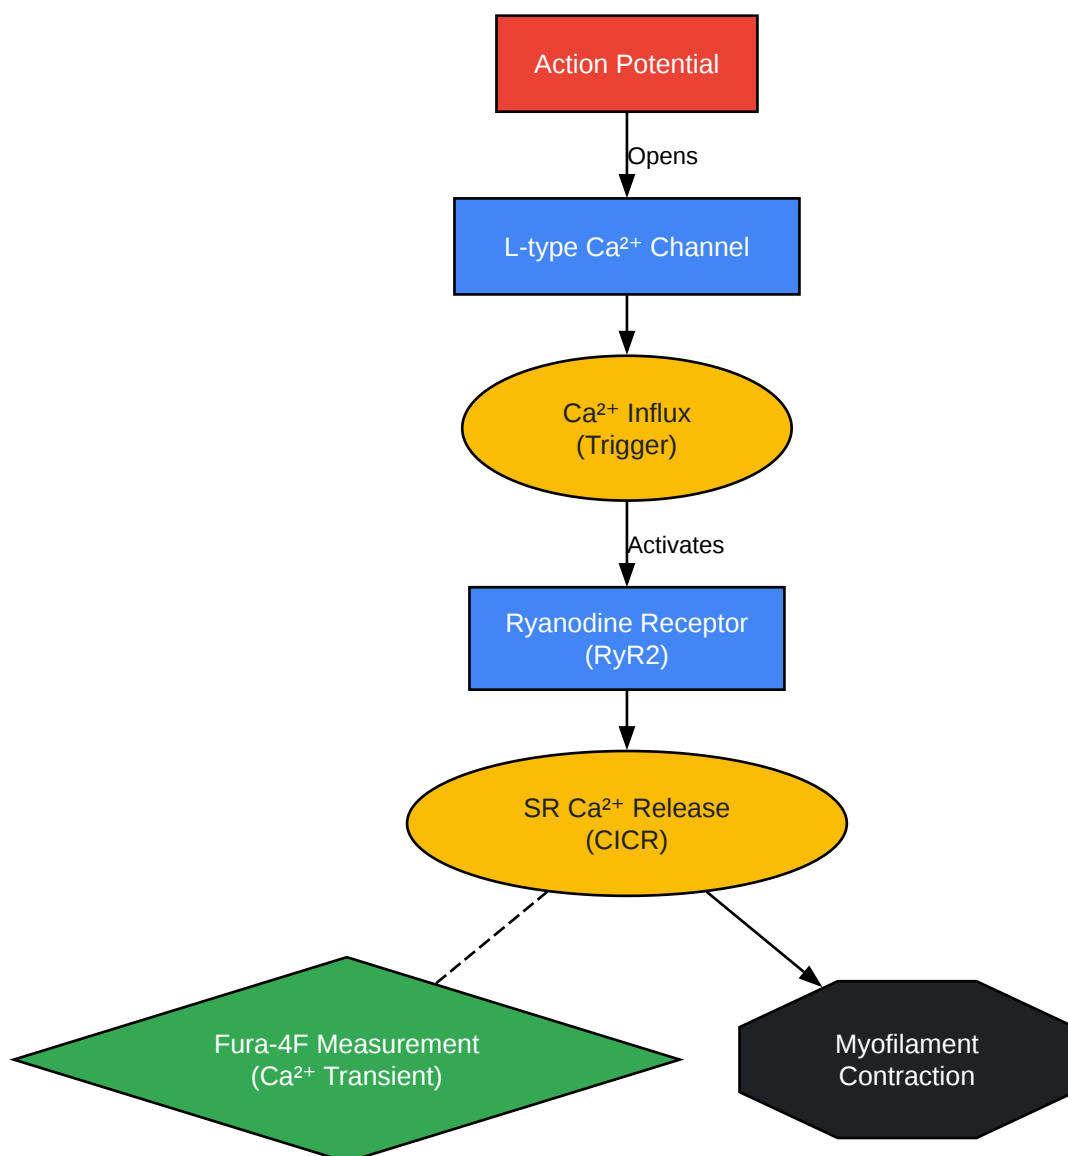 Action Potential
Opens
L-type Ca²⁺ Channel
Ca²⁺ Influx
(Trigger)
Activates
Ryanodine Receptor
(RyR2)
SR Ca²⁺ Release
(CICR)
Fura-4F Measurement
(Ca²⁺ Transient)
Myofilament
Contraction